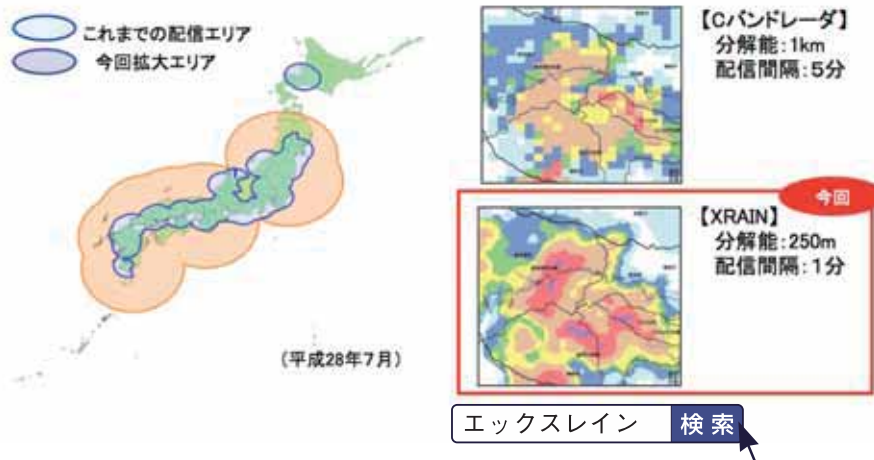 これまでの配信エリア
今回拡大エリア
(平成28年7月)
【Cバンドレーダ】
分解能:1km
配信間隔:5分
今回
【XRAIN】
分解能:250m
配信間隔:1分
エックスレイン 検索